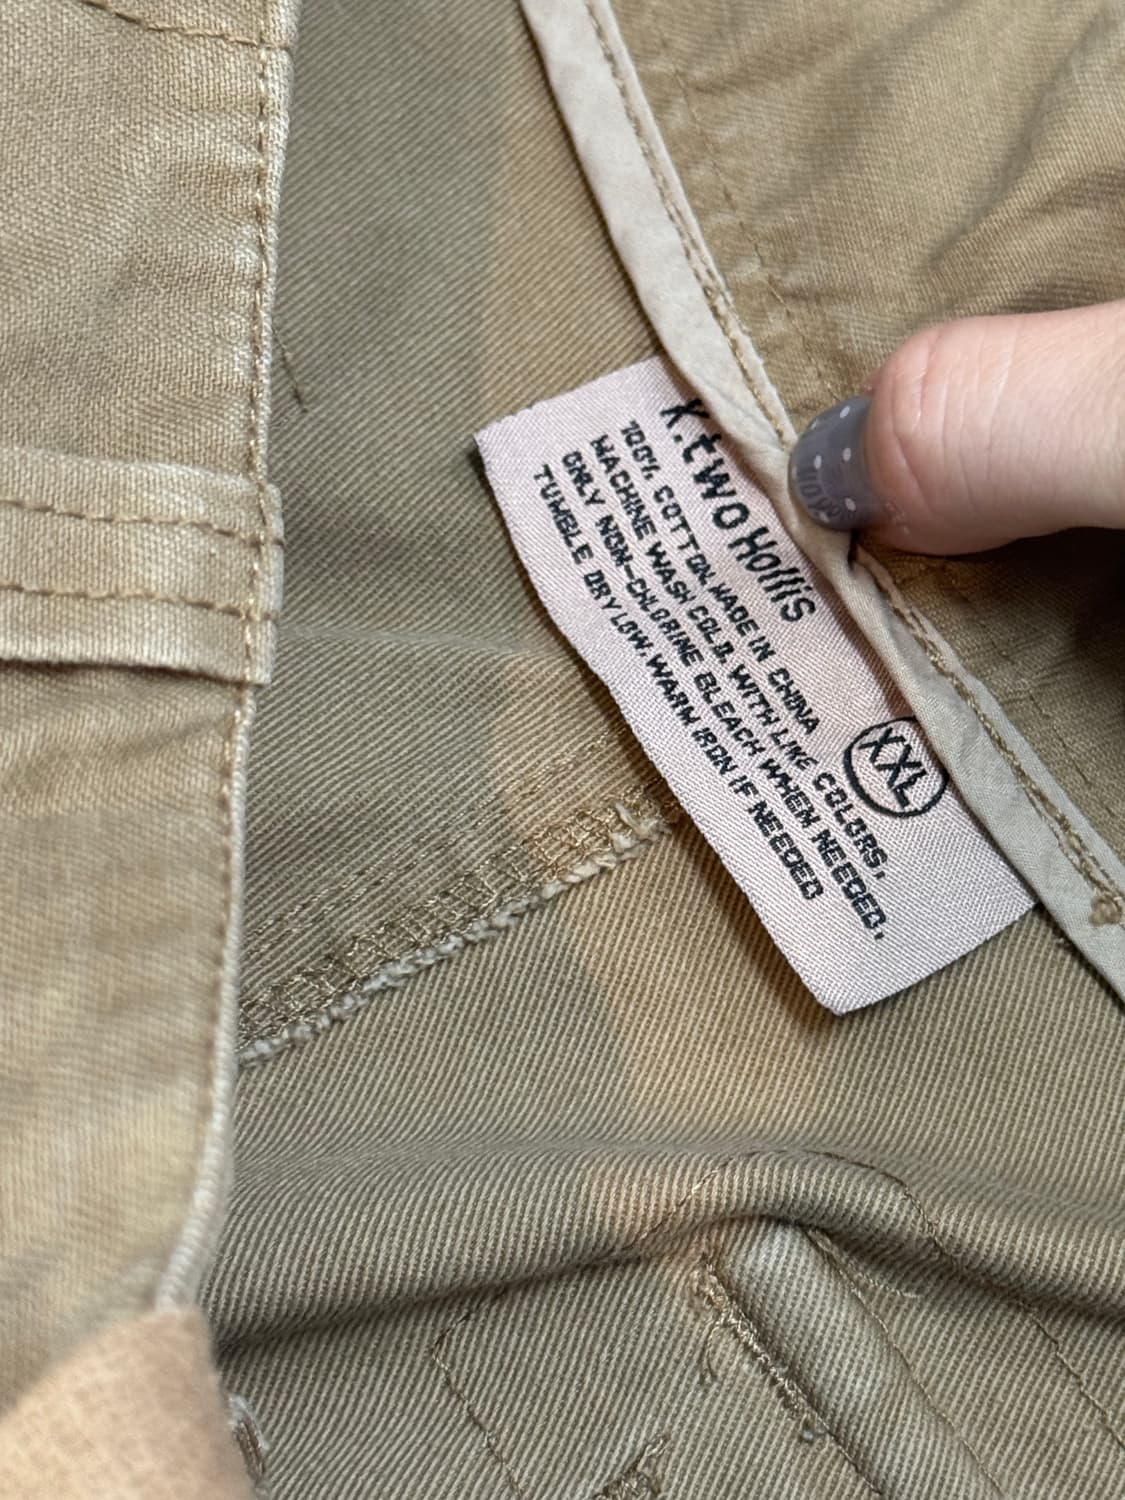 K.two Hollis
100% COTTON, MADE IN CHINA
MACHINE WASH COLD, WITH LIKE COLORS,
ONLY NON-CHLORINE BLEACH WHEN NEEDED,
TUMBLE DRY LOW, WARM IRON IF NEEDED
XXL